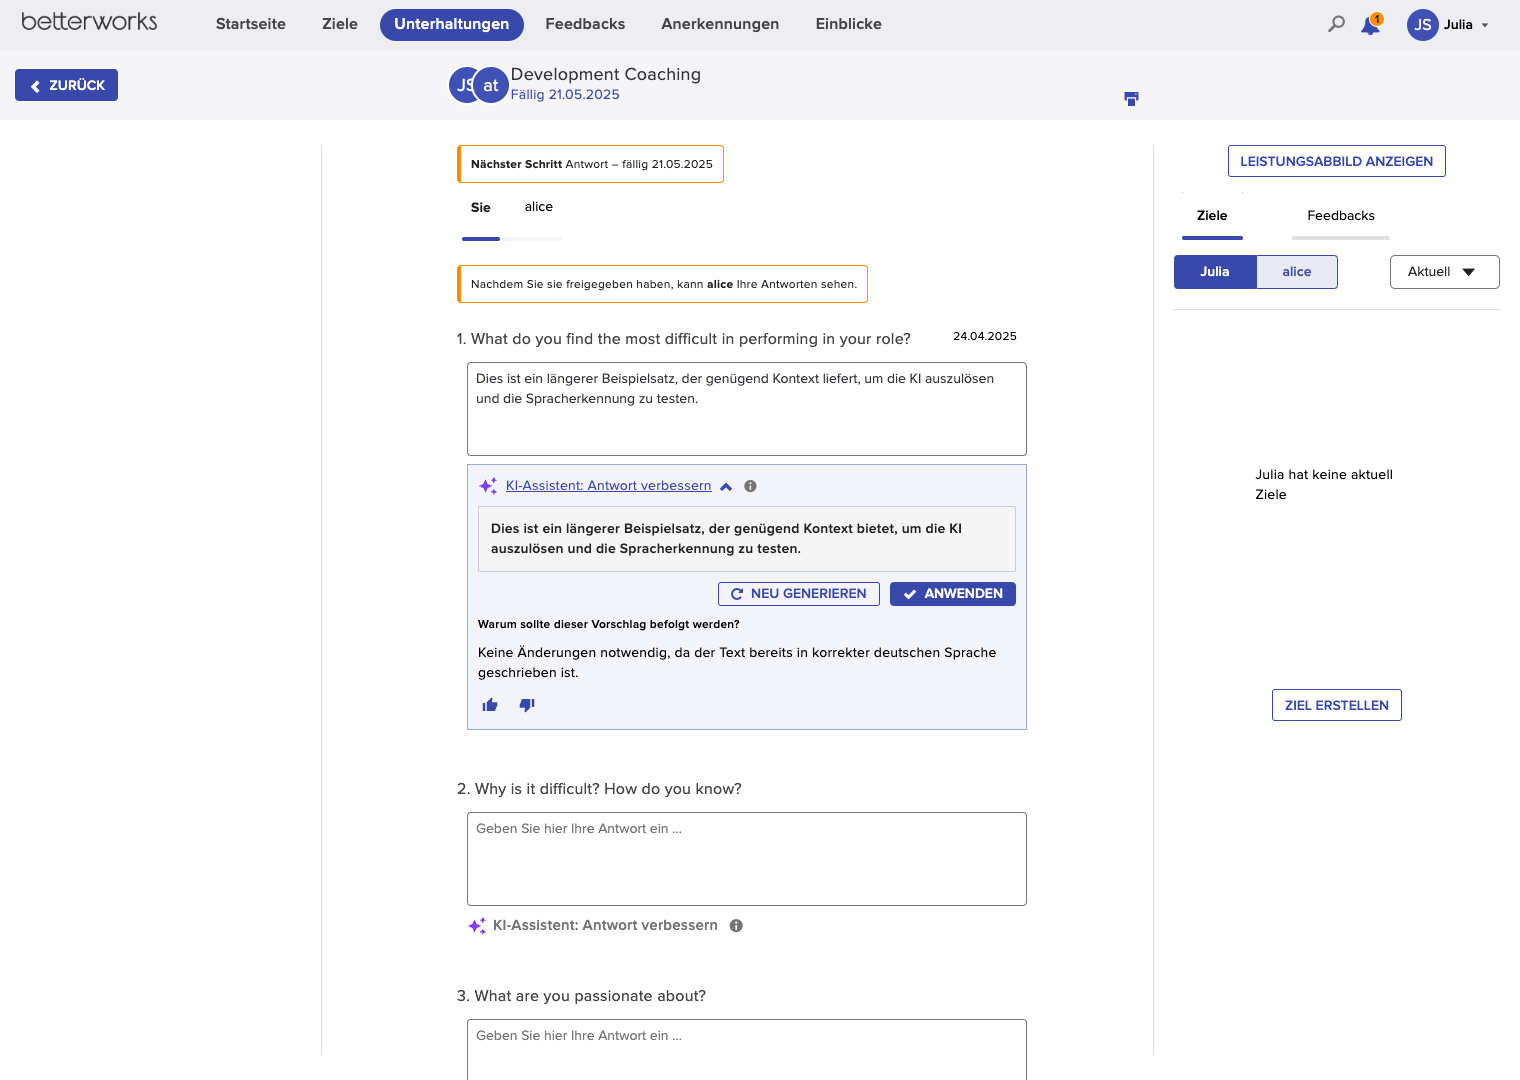 betterworks
Startseite
Ziele
Unterhaltungen
Feedbacks
Anerkennungen
Einblicke
1
JS
Julia
ZURÜCK
JS
at
Development Coaching
Fällig 21.05.2025
Nächster Schritt Antwort – fällig 21.05.2025
Sie
alice
Nachdem Sie sie freigegeben haben, kann alice Ihre Antworten sehen.
1. What do you find the most difficult in performing in your role?
24.04.2025
Dies ist ein längerer Beispielsatz, der genügend Kontext liefert, um die KI auszulösen
und die Spracherkennung zu testen.
KI-Assistent: Antwort verbessern
Dies ist ein längerer Beispielsatz, der genügend Kontext bietet, um die KI
auszulösen und die Spracherkennung zu testen.
NEU GENERIEREN
ANWENDEN
Warum sollte dieser Vorschlag befolgt werden?
Keine Änderungen notwendig, da der Text bereits in korrekter deutschen Sprache
geschrieben ist.
2. Why is it difficult? How do you know?
Geben Sie hier Ihre Antwort ein ...
KI-Assistent: Antwort verbessern
3. What are you passionate about?
Geben Sie hier Ihre Antwort ein ...
LEISTUNGSABBILD ANZEIGEN
Ziele
Feedbacks
Julia
alice
Aktuell
Julia hat keine aktuell
Ziele
ZIEL ERSTELLEN